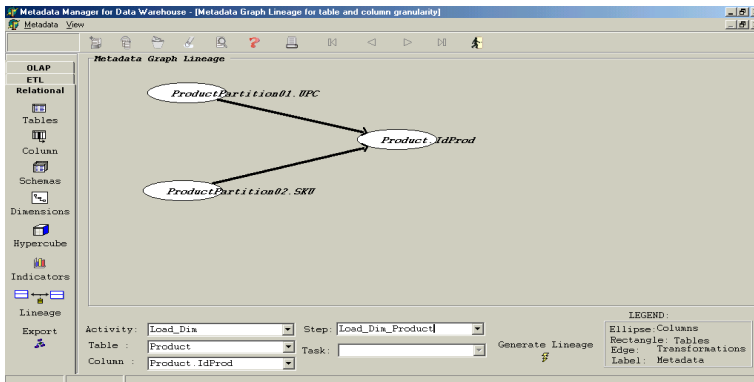 Metadata Manager for Data Warehouse - [Metadata Graph Lineage for table and column granularity]
Metadata View
Metadata Graph Lineage
OLAP
ETL
Relational
Tables
Column
Schemas
Dimensions
Hypercube
Indicators
Lineage
Export
ProductPartition01.UPC
Product.IdProd
ProductPartition02.SKU
Activity: Load_Dim
Step: Load_Dim_Product
Table : Product
Task:
Column : Product.IdProd
Generate Lineage
LEGEND:
Ellipse: Columns
Rectangle: Tables
Edge: Transformations
Label: Metadata